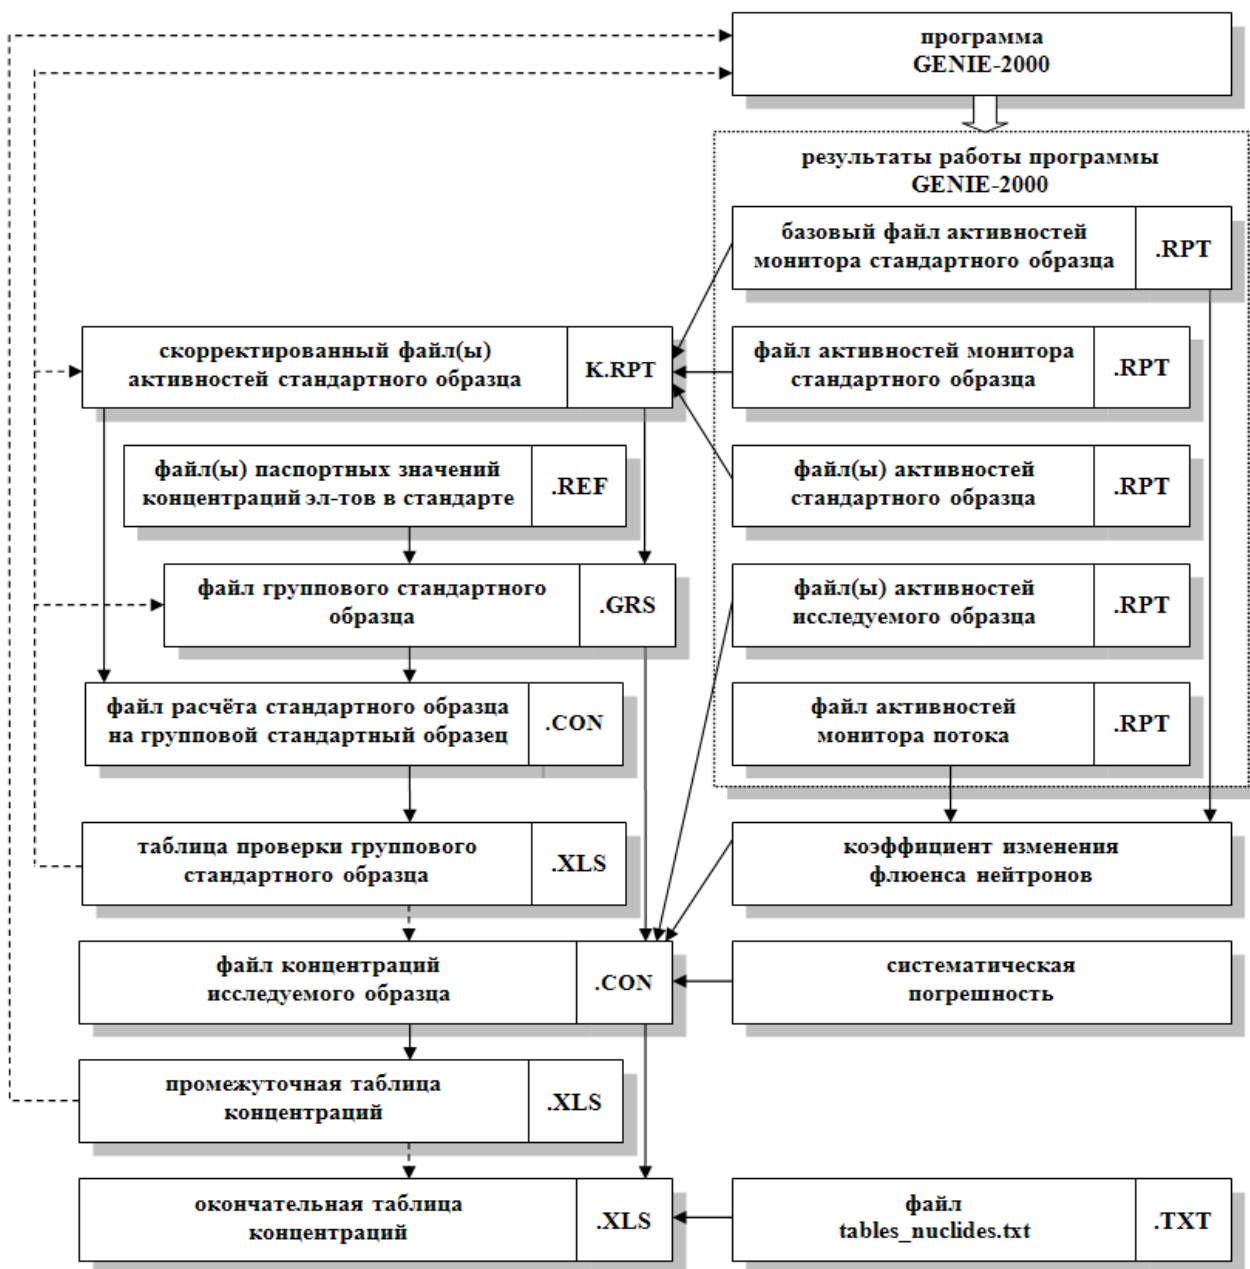 программа
GENIE-2000
результаты работы программы
GENIE-2000
базовый файл активностей
монитора стандартного образца
.RPT
скорректированный файл(ы)
активностей стандартного образца
K.RPT
файл активностей монитора
стандартного образца
.RPT
файл(ы) паспортных значений
концентраций эл-тов в стандарте
.REF
файл(ы) активностей
стандартного образца
.RPT
файл группового стандартного
образца
.GRS
файл(ы) активностей
исследуемого образца
.RPT
файл расчёта стандартного образца
на групповой стандартный образец
.CON
файл активностей
монитора потока
.RPT
таблица проверки группового
стандартного образца
.XLS
коэффициент изменения
флюенса нейтронов
файл концентраций
исследуемого образца
.CON
систематическая
погрешность
промежуточная таблица
концентраций
.XLS
окончательная таблица
концентраций
.XLS
файл
tables_nuclides.txt
.TXT